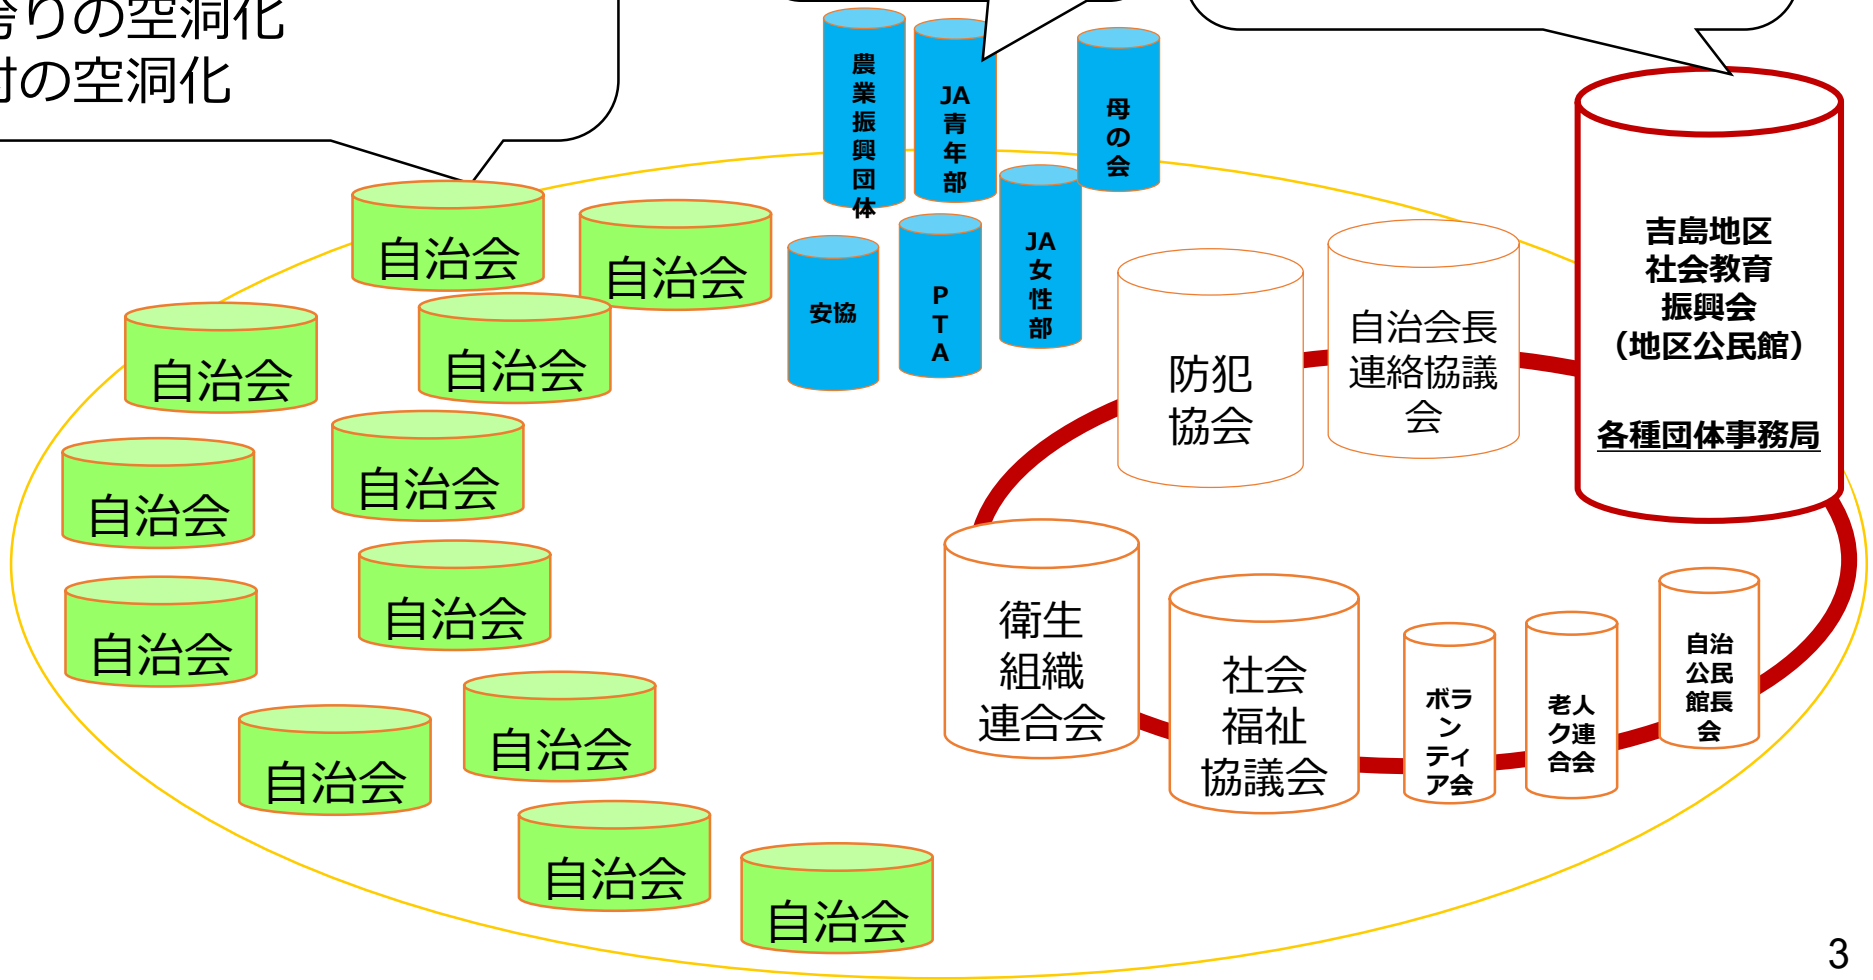 誇りの空洞化
村の空洞化
農業振興団体
JA青年部
母の会
JA女性部
安協
PTA
自治会
自治会
自治会
自治会
自治会
自治会
自治会
自治会
自治会
自治会
自治会
自治会
防犯
協会
自治会長
連絡協議
会
吉島地区
社会教育
振興会
（地区公民館）
各種団体事務局
衛生
組織
連合会
社会
福祉
協議会
ボラ
ン
ティ
ア会
老人
ク連
合会
自治
公民
館長
会
3